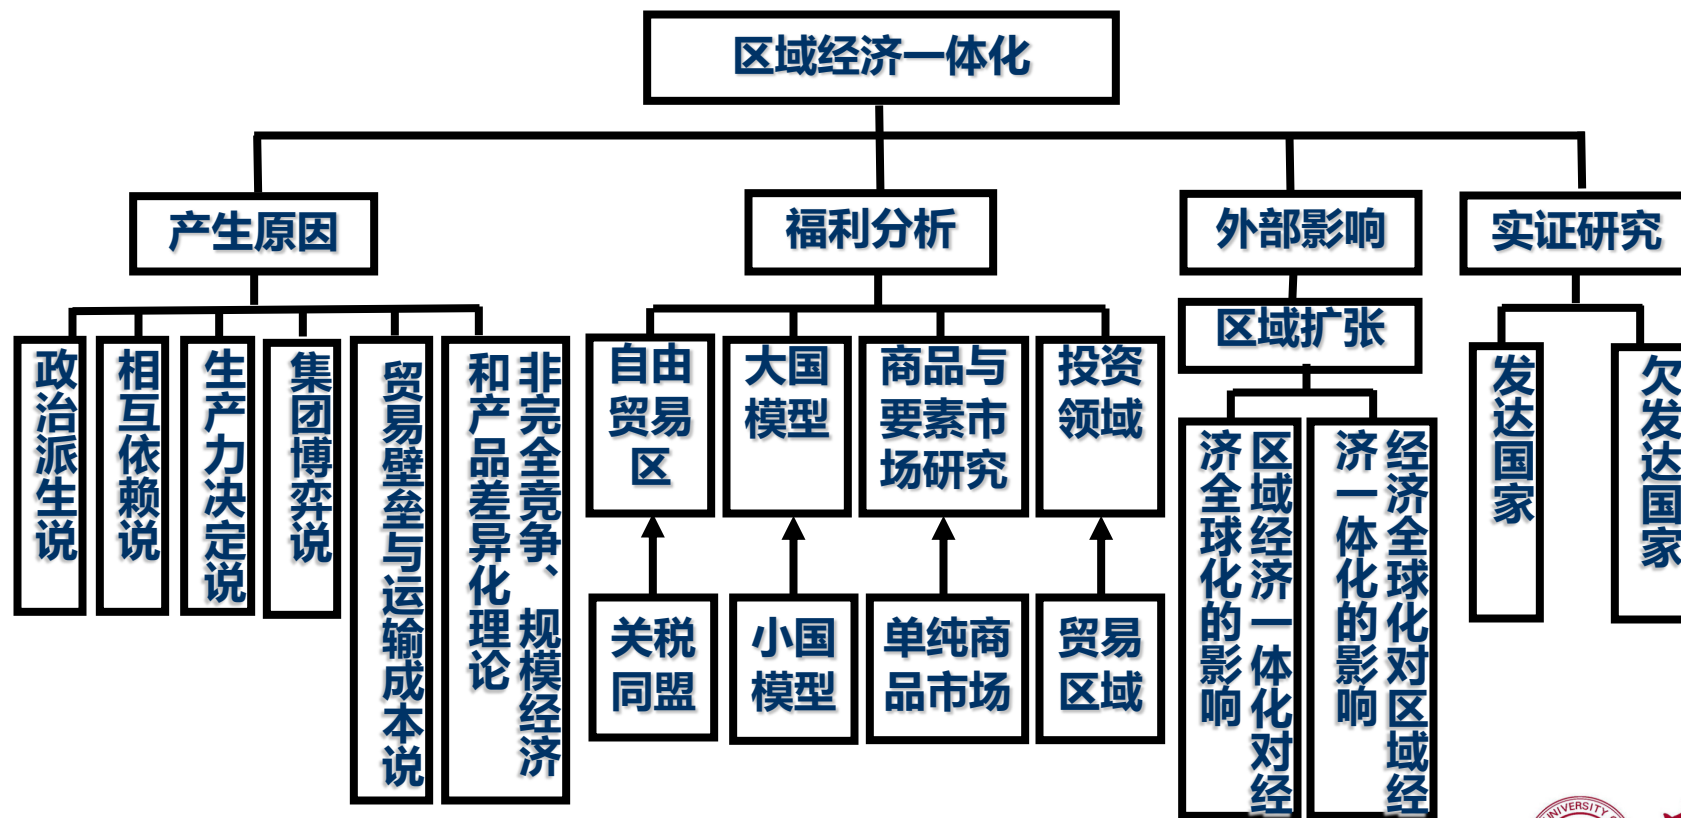 区域经济一体化
产生原因
福利分析
外部影响
实证研究
区域扩张
政治派生说
相互依赖说
生产力决定说
集团博弈说
贸易壁垒与运输成本说
非完全竞争、规模经济
和产品差异化理论
自由
贸易
区
大国
模型
商品与
要素市
场研究
投资
领域
关税
同盟
小国
模型
单纯商
品市场
贸易
区域
区域经济一体化对经
济全球化的影响
经济全球化对区域经
济一体化的影响
发达国家
欠发达国家
UNIVERSITY